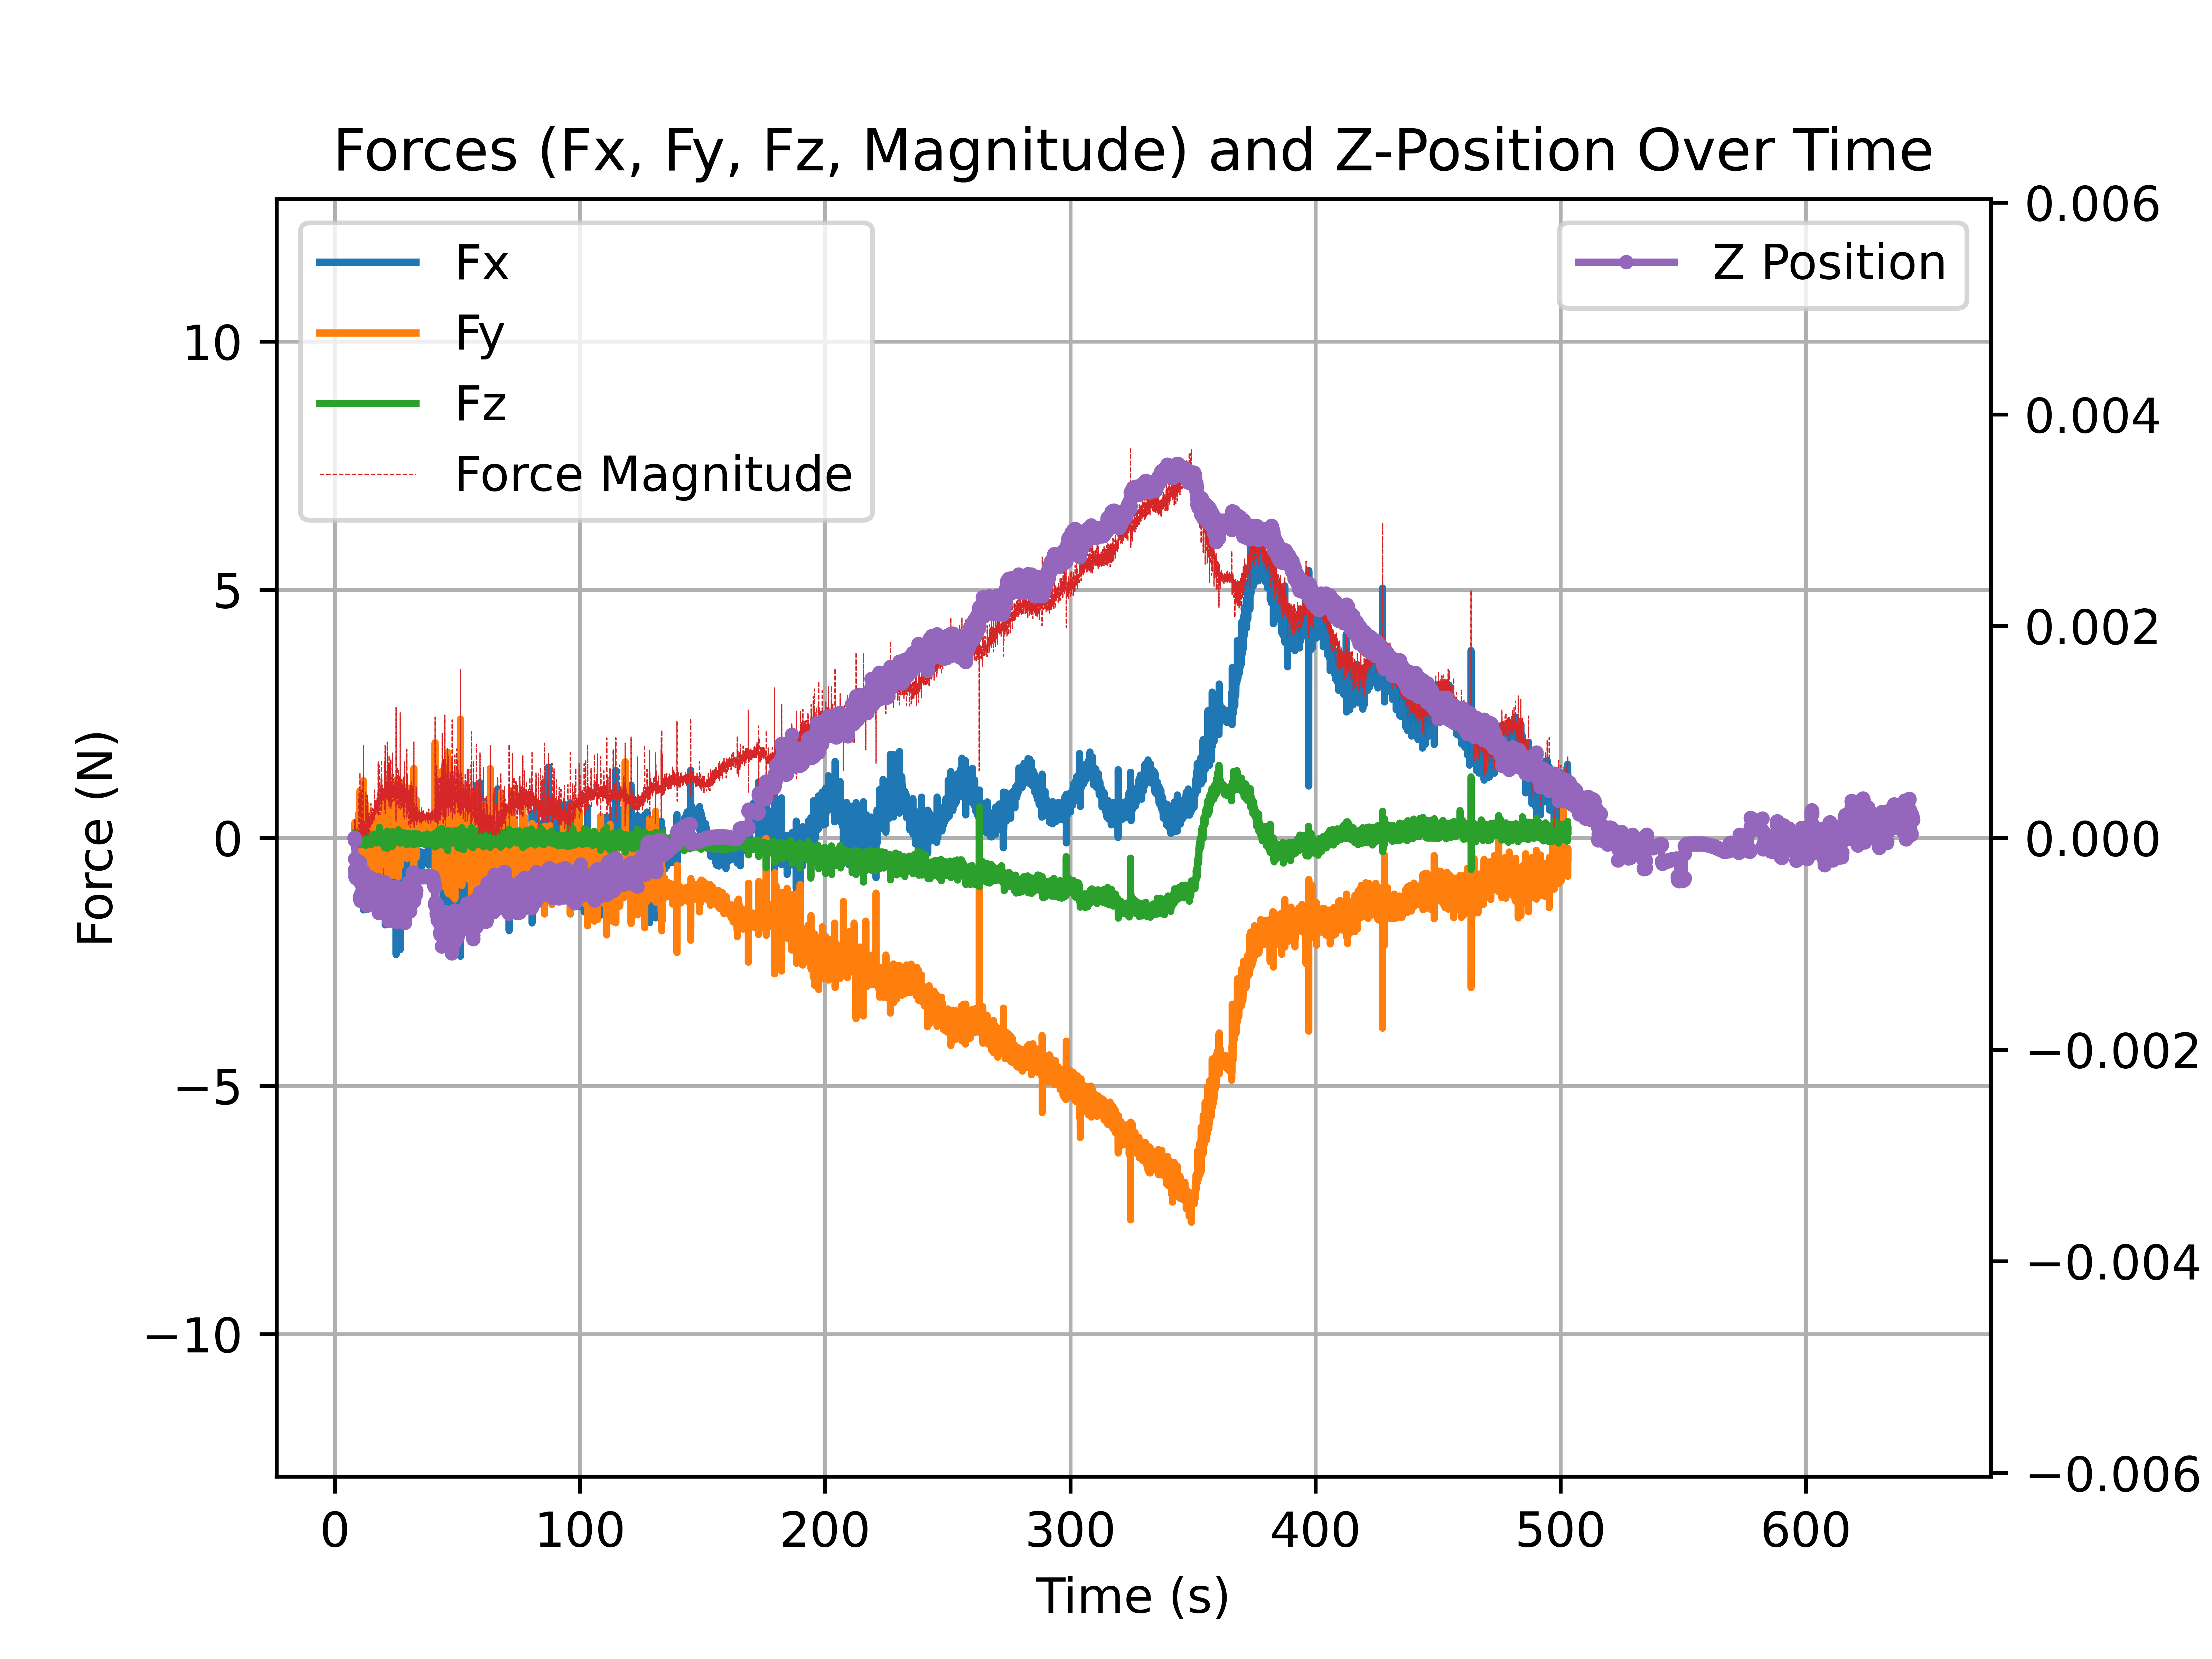 Forces (Fx, Fy, Fz, Magnitude) and Z-Position Over Time
Fx
Fy
Fz
Force Magnitude
Z Position
10
5
0
−5
−10
Force (N)
0.006
0.004
0.002
0.000
−0.002
−0.004
−0.006
0 100 200 300 400 500 600
Time (s)